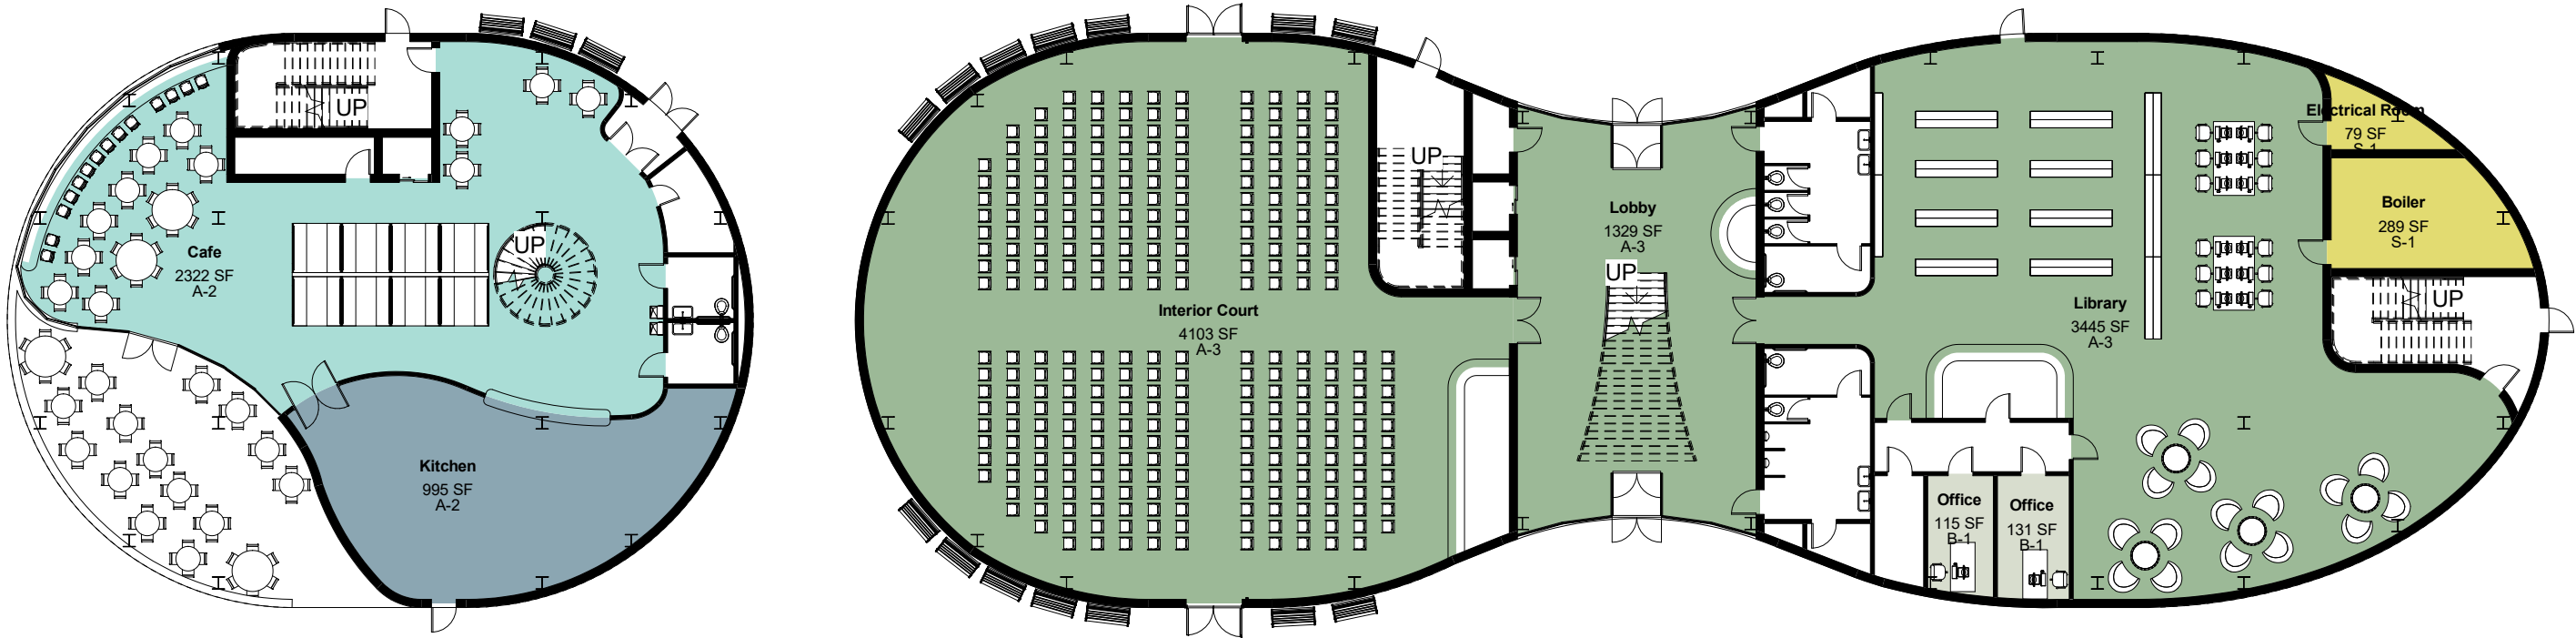 UP
UP
Cafe
2322 SF
A-2
Kitchen
995 SF
A-2
Interior Court
4103 SF
A-3
UP
Lobby
1329 SF
A-3
UP
Library
3445 SF
A-3
Electrical Room
79 SF
S-1
Boiler
289 SF
S-1
UP
Office
115 SF
B-1
Office
131 SF
B-1